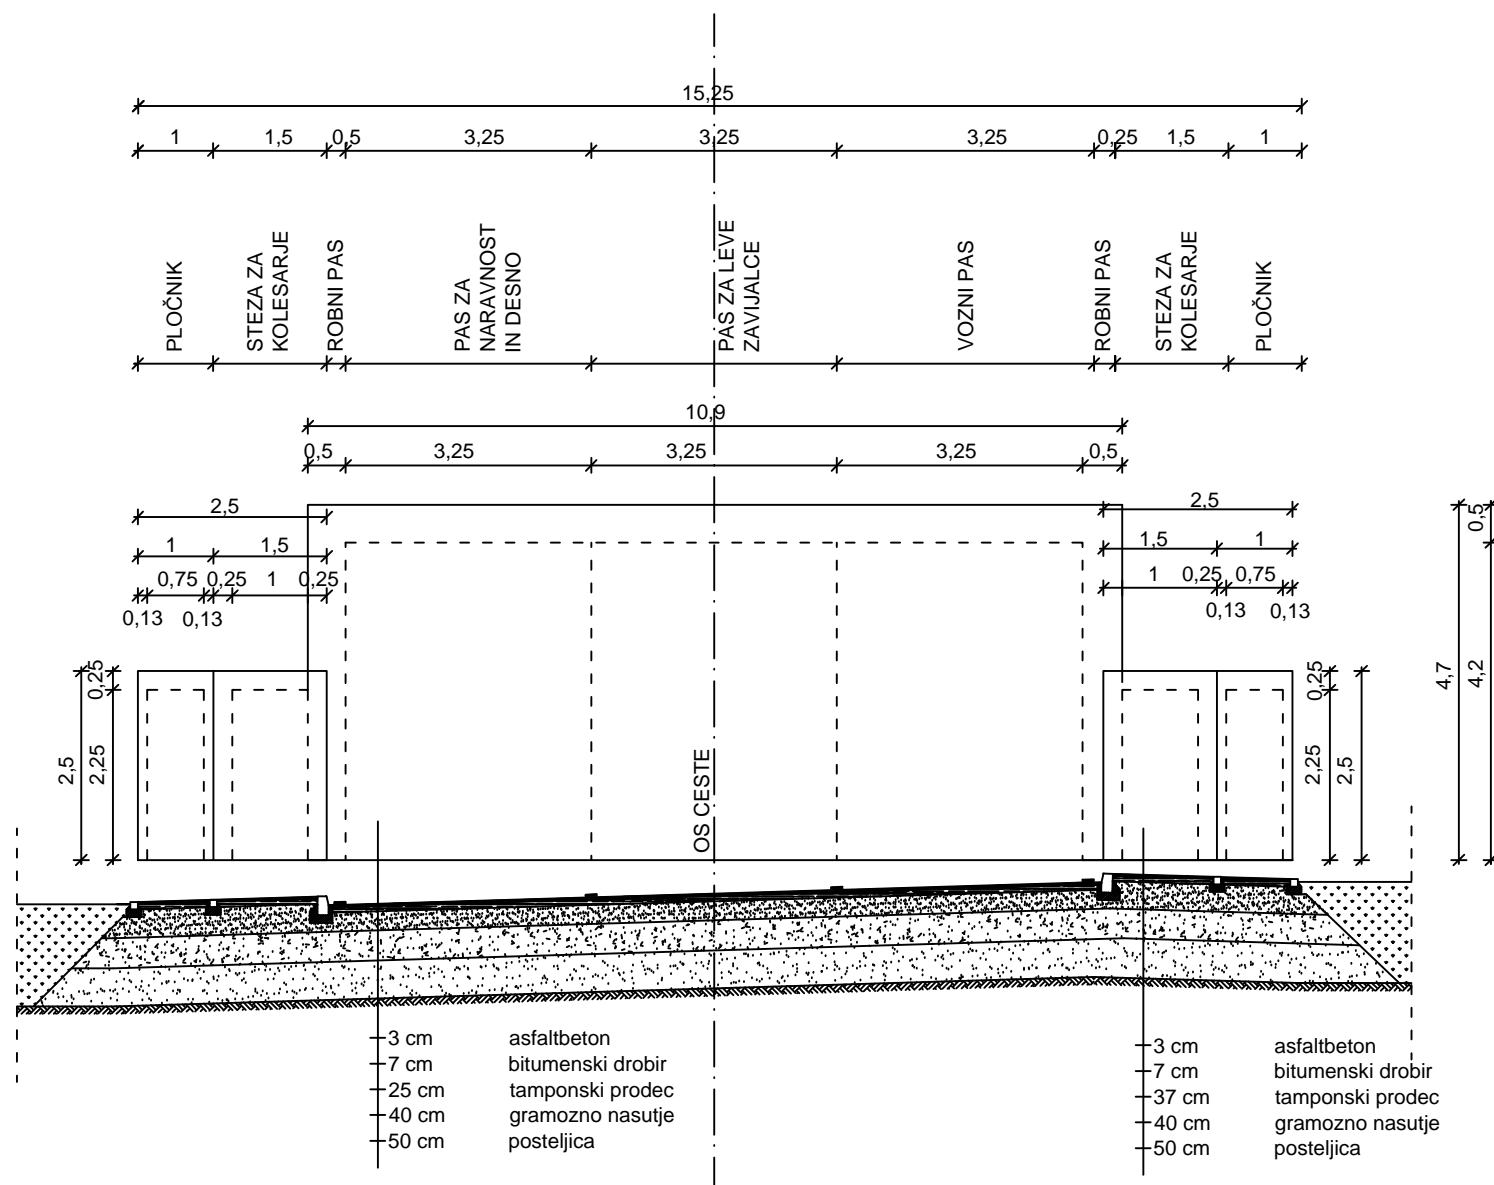 15,25
1 1,5 0,5 3,25 3,25 3,25 0,25 1,5 1
PLOČNIK
STEZA ZA
KOLESARJE
ROBNI PAS
PAS ZA
NARAVNOST
IN DESNO
PAS ZA LEVE
ZAVIJALCE
VOZNI PAS
ROBNI PAS
STEZA ZA
KOLESARJE
PLOČNIK
10,9
0,5 3,25 3,25 3,25 0,5
2,5
1 1,5
0,75 0,25 1 0,25
0,13 0,13
2,5
1,5 1
1 0,25 0,75
0,13 0,13
2,5
0,25
2,25
OS CESTE
0,25
2,25
2,5
4,7
0,5
4,2
3 cm asfaltbeton
7 cm bitumenski drobir
25 cm tamponski prodec
40 cm gramozno nasutje
50 cm posteljica
3 cm asfaltbeton
7 cm bitumenski drobir
37 cm tamponski prodec
40 cm gramozno nasutje
50 cm posteljica